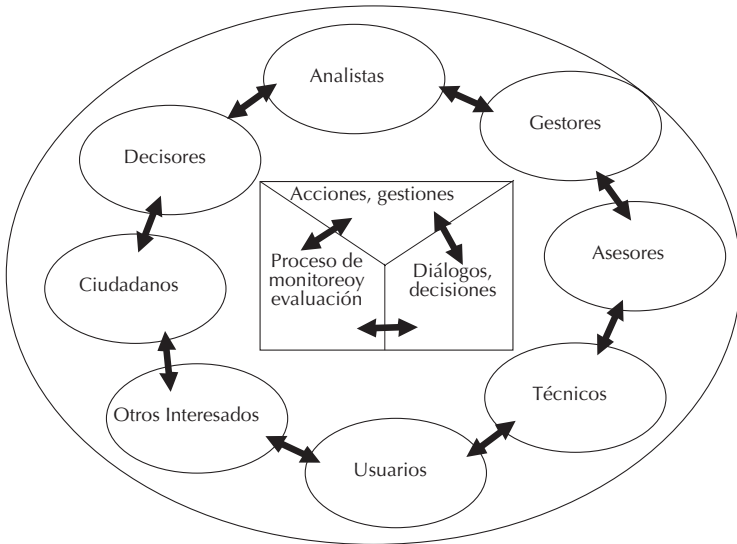 Analistas
Gestores
Decisores
Acciones, gestiones
Asesores
Proceso de
monitoreoy
evaluación
Diálogos,
decisiones
Ciudadanos
Técnicos
Otros Interesados
Usuarios